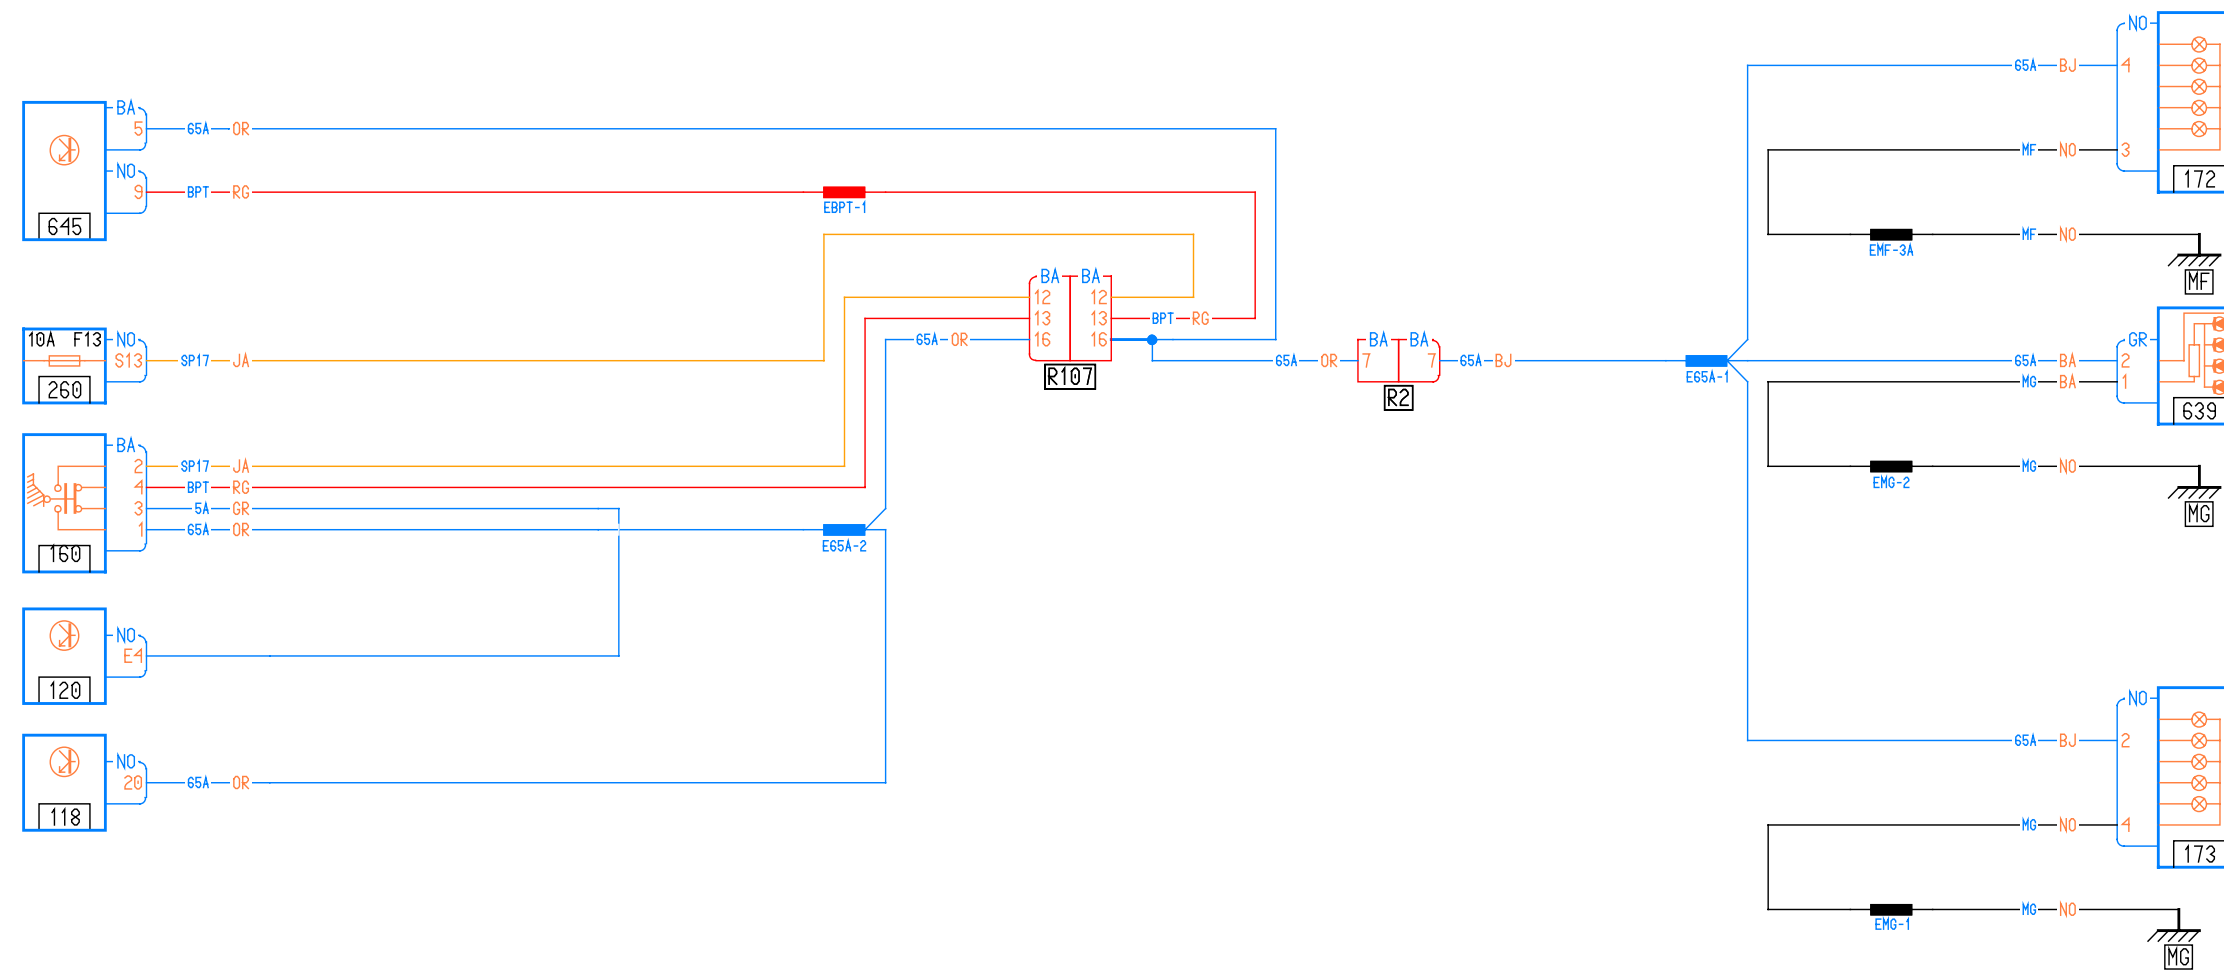 NO
65A BJ 4
BA
5 65A OR
MF NO 3
NO
172
9 BPT RG
EBPT-1
645
MF NO
EMF-3A
BA BA
MF
12 12
13 13 BPT RG
10A F13 NO
65A OR 16 16
BA BA
GR
S13 SP17 JA
65A OR 7 7 65A BJ
65A BA 2
R107
E65A-1
MG BA 1
260
R2
639
BA
2 SP17 JA
MG NO
4 BPT RG
EMG-2
3 5A GR
MG
1 65A OR
E65A-2
160
NO
E4
120
NO
65A BJ 2
NO
20 65A OR
118
MG NO 4
173
MG NO
EMG-1
MG